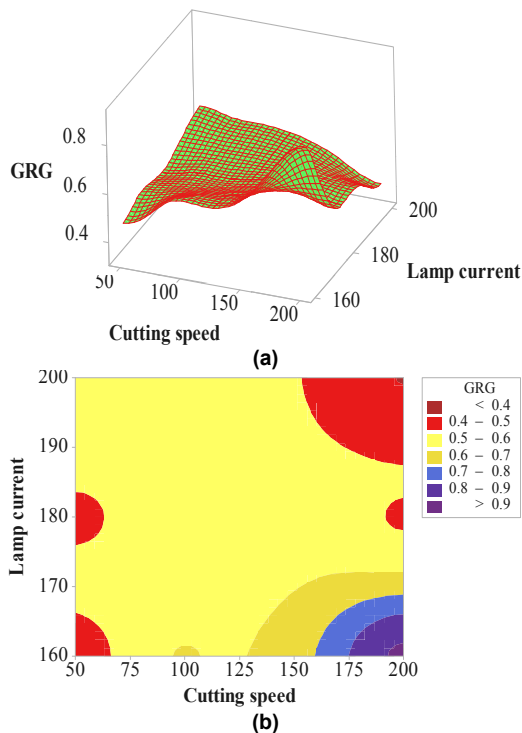 0.8
GRG
0.6
0.4
200
180
Lamp current
160
50
100
150
200
Cutting speed
(a)
200
190
180
170
160
Lamp current
50
75
100
125
150
175
200
Cutting speed
(b)
GRG
< 0.4
0.4 – 0.5
0.5 – 0.6
0.6 – 0.7
0.7 – 0.8
0.8 – 0.9
> 0.9